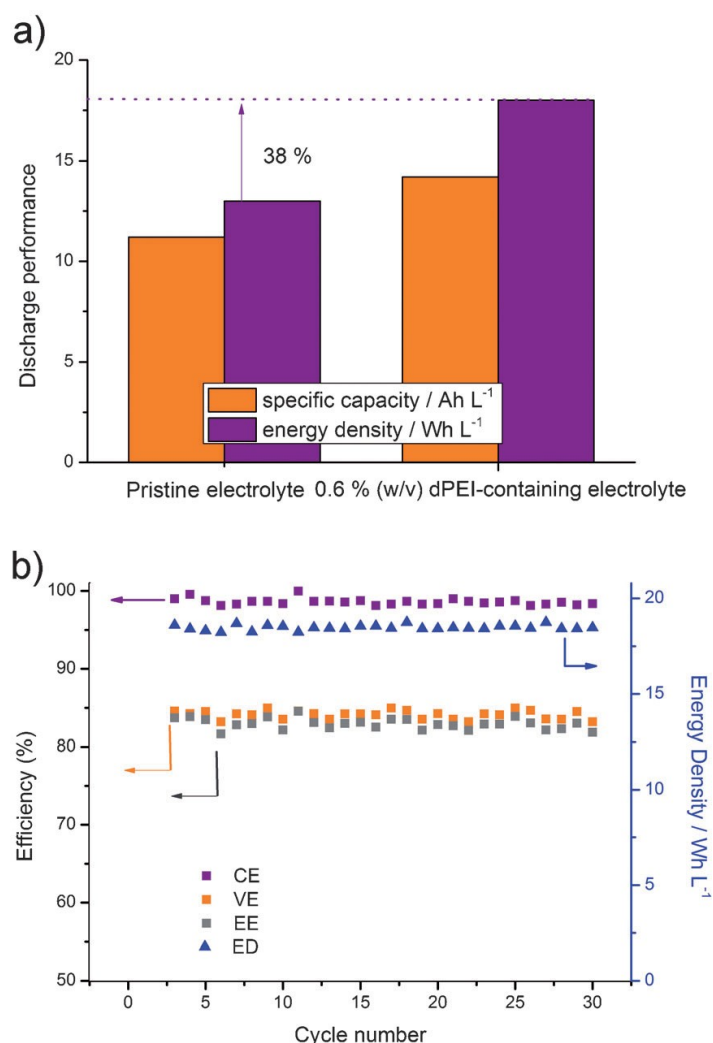 a)
20
15
10
5
0
Discharge performance
38 %
specific capacity / Ah L⁻¹
energy density / Wh L⁻¹
Pristine electrolyte 0.6 % (w/v) dPEI-containing electrolyte
b)
100
90
80
70
60
50
Efficiency (%)
20
15
10
5
0
Energy Density / Wh L⁻¹
CE
VE
EE
ED
0 5 10 15 20 25 30
Cycle number